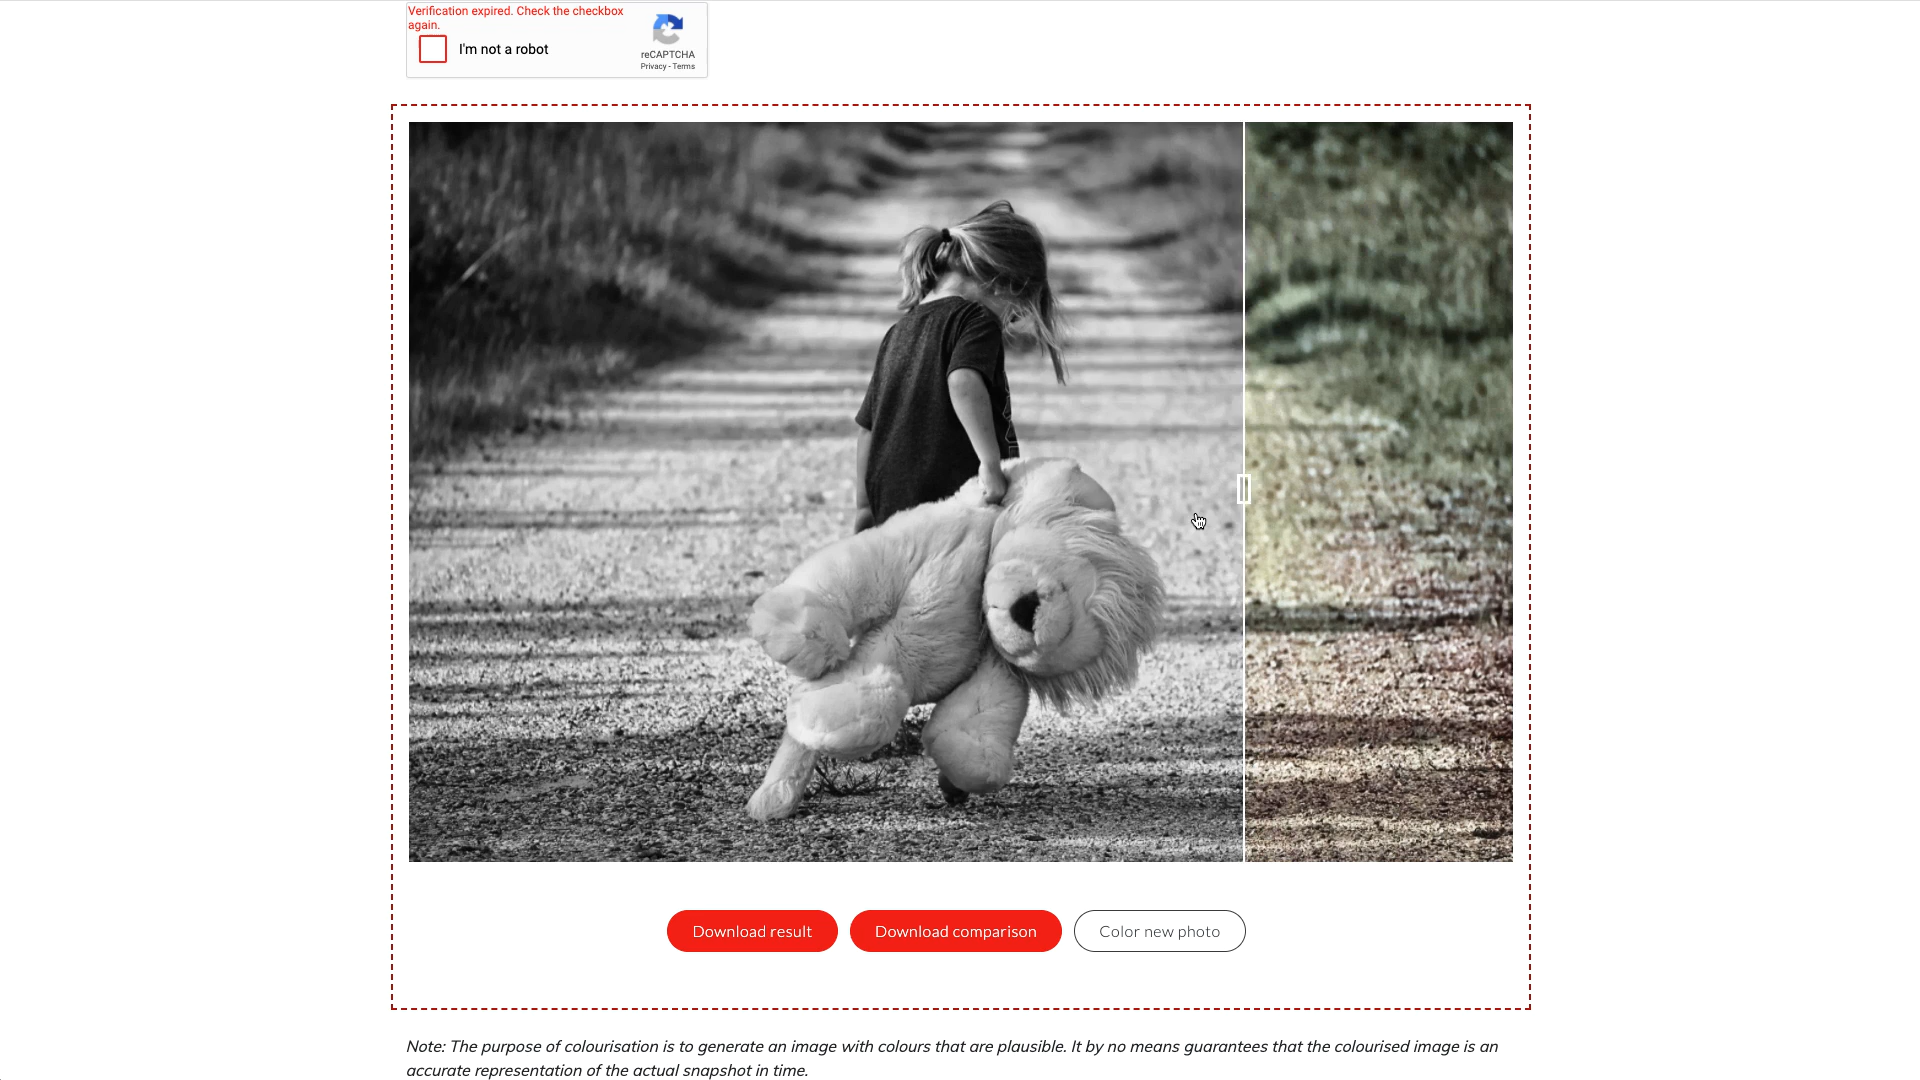 Verification expired. Check the checkbox
again.
I'm not a robot
reCAPTCHA
Privacy - Terms
Download result
Download comparison
Color new photo
Note: The purpose of colourisation is to generate an image with colours that are plausible. It by no means guarantees that the colourised image is an
accurate representation of the actual snapshot in time.